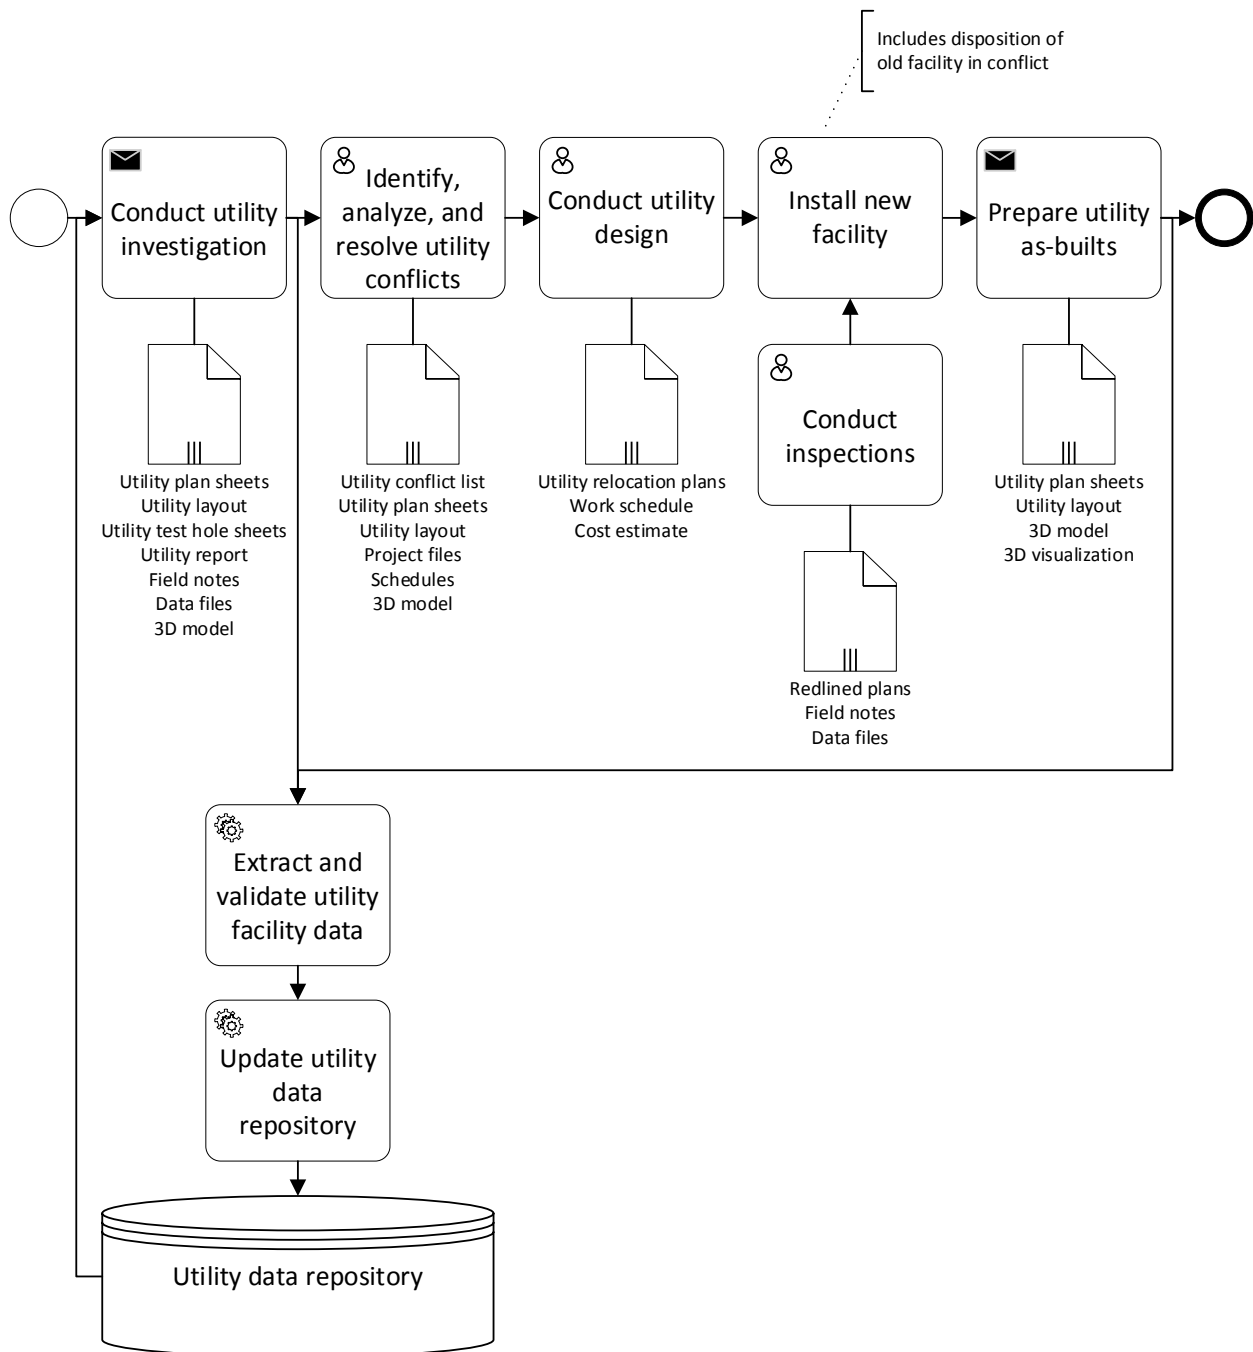 Includes disposition of
old facility in conflict
Conduct utility
investigation
Identify,
analyze, and
resolve utility
conflicts
Conduct utility
design
Install new
facility
Prepare utility
as-builts
Conduct
inspections
Utility plan sheets
Utility layout
Utility test hole sheets
Utility report
Field notes
Data files
3D model
Utility conflict list
Utility plan sheets
Utility layout
Project files
Schedules
3D model
Utility relocation plans
Work schedule
Cost estimate
Utility plan sheets
Utility layout
3D model
3D visualization
Redlined plans
Field notes
Data files
Extract and
validate utility
facility data
Update utility
data
repository
Utility data repository